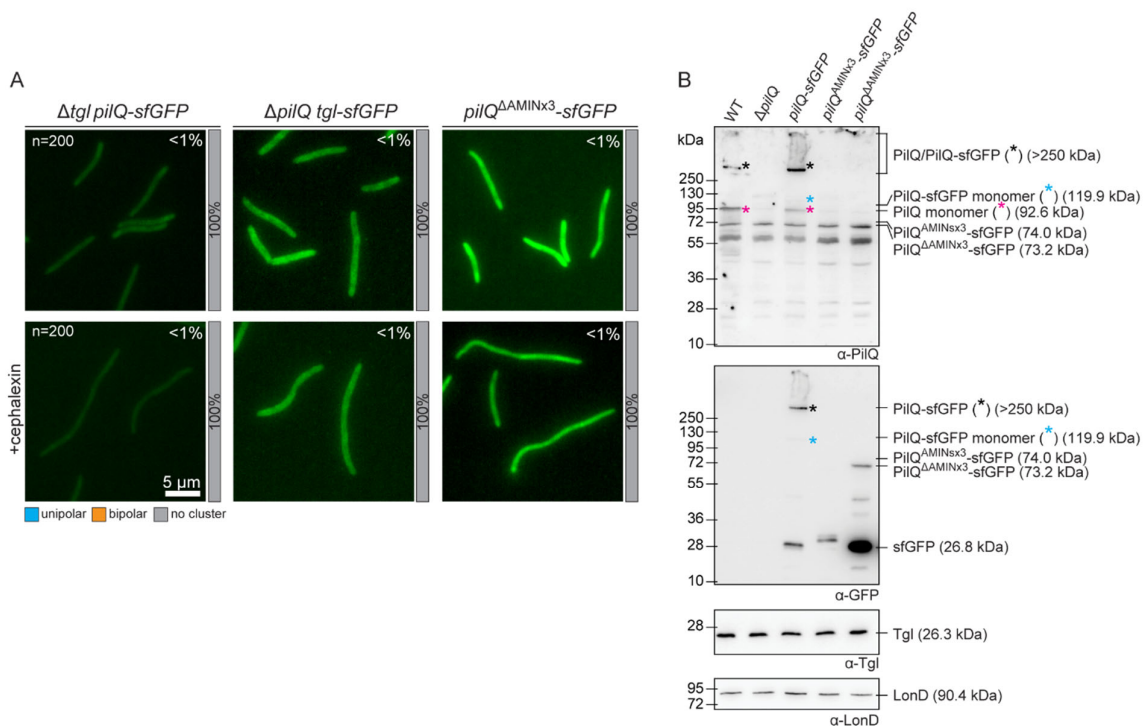 A
Δtgl pilQ-sfGFP
ΔpilQ tgl-sfGFP
pilQ^ΔAMINx3-sfGFP
n=200
<1%
100%
<1%
100%
<1%
100%
+cephalexin
n=200
<1%
5 µm
100%
<1%
100%
<1%
100%
unipolar bipolar no cluster
B
WT
ΔpilQ
pilQ-sfGFP
pilQ^AMINx3-sfGFP
pilQ^ΔAMINx3-sfGFP
kDa
250
130
95
72
55
36
28
10
*
*
*
*
*
PilQ/PilQ-sfGFP (*) (>250 kDa)
PilQ-sfGFP monomer (*) (119.9 kDa)
PilQ monomer (*) (92.6 kDa)
PilQ^AMINsx3-sfGFP (74.0 kDa)
PilQ^ΔAMINx3-sfGFP (73.2 kDa)
α-PilQ
250
130
95
72
55
36
28
10
*
*
PilQ-sfGFP (*) (>250 kDa)
PilQ-sfGFP monomer (*) (119.9 kDa)
PilQ^AMINsx3-sfGFP (74.0 kDa)
PilQ^ΔAMINx3-sfGFP (73.2 kDa)
sfGFP (26.8 kDa)
α-GFP
28
Tgl (26.3 kDa)
α-Tgl
95
72
LonD (90.4 kDa)
α-LonD